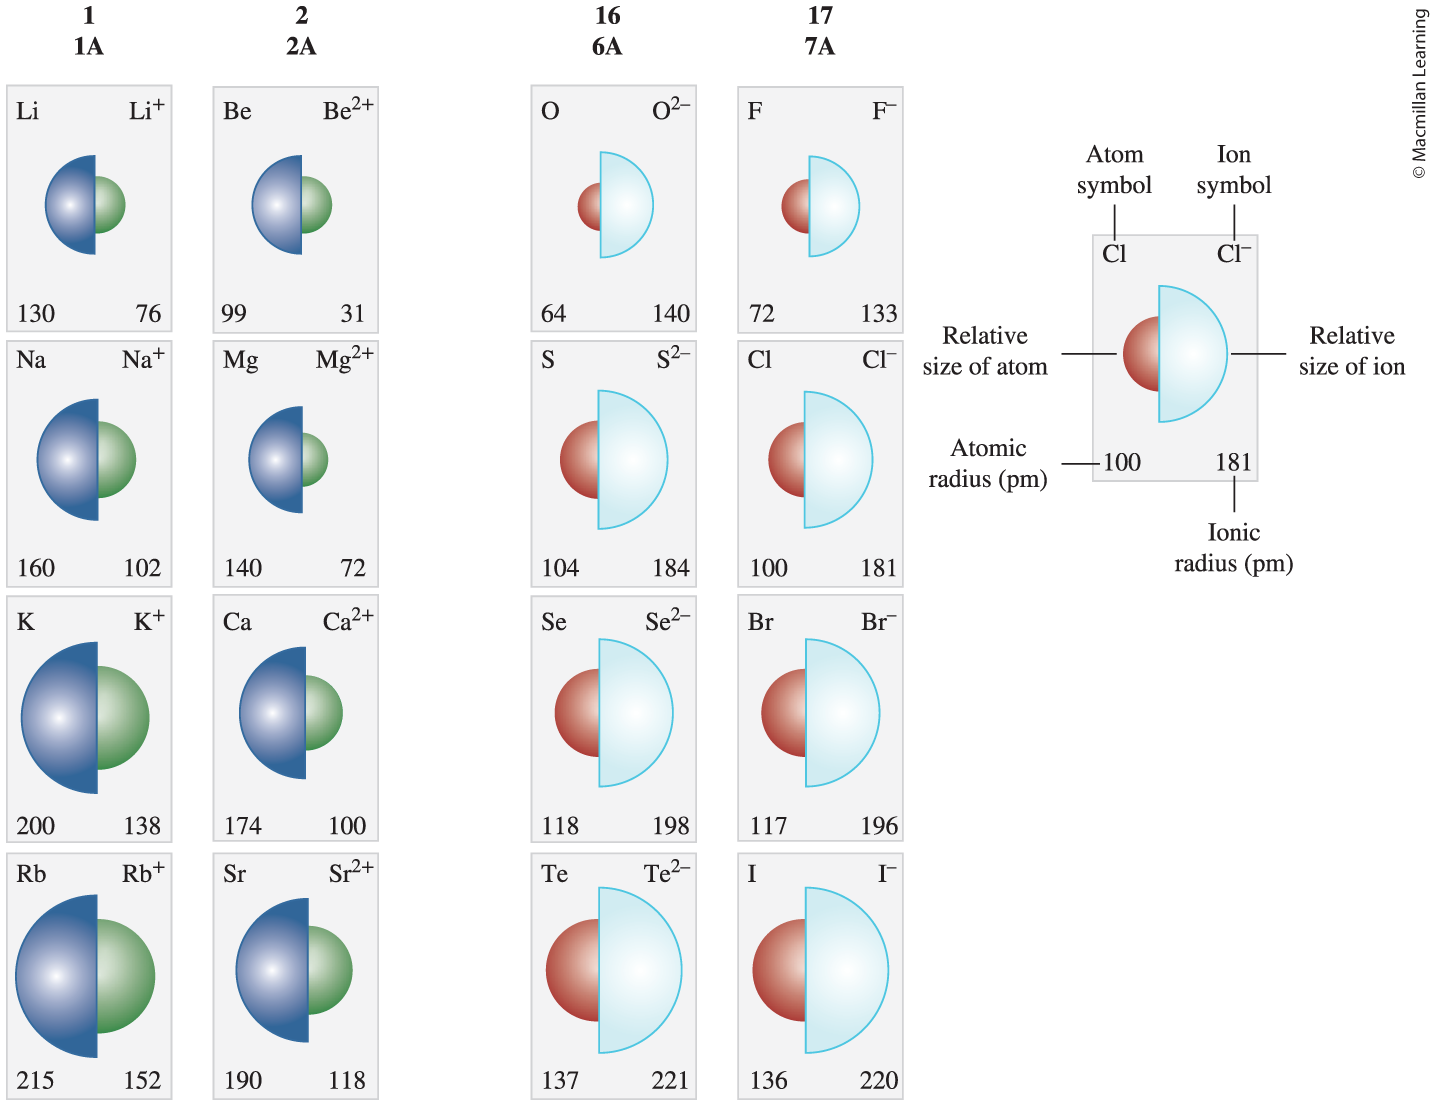 1 2 16 17
1A 2A 6A 7A
Li Li⁺ Be Be²⁺ O O²⁻ F F⁻
130 76 99 31 64 140 72 133
Na Na⁺ Mg Mg²⁺ S S²⁻ Cl Cl⁻
160 102 140 72 104 184 100 181
K K⁺ Ca Ca²⁺ Se Se²⁻ Br Br⁻
200 138 174 100 118 198 117 196
Rb Rb⁺ Sr Sr²⁺ Te Te²⁻ I I⁻
215 152 190 118 137 221 136 220
Atom
symbol
Ion
symbol
Cl Cl⁻
Relative
size of atom
Relative
size of ion
Atomic
radius (pm)
100 181
Ionic
radius (pm)
© Macmillan Learning